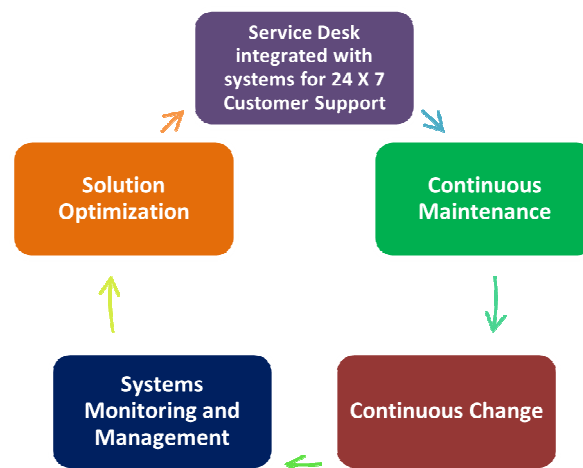 Service Desk
integrated with
systems for 24 X 7
Customer Support
Solution
Optimization
Continuous
Maintenance
Systems
Monitoring and
Management
Continuous Change